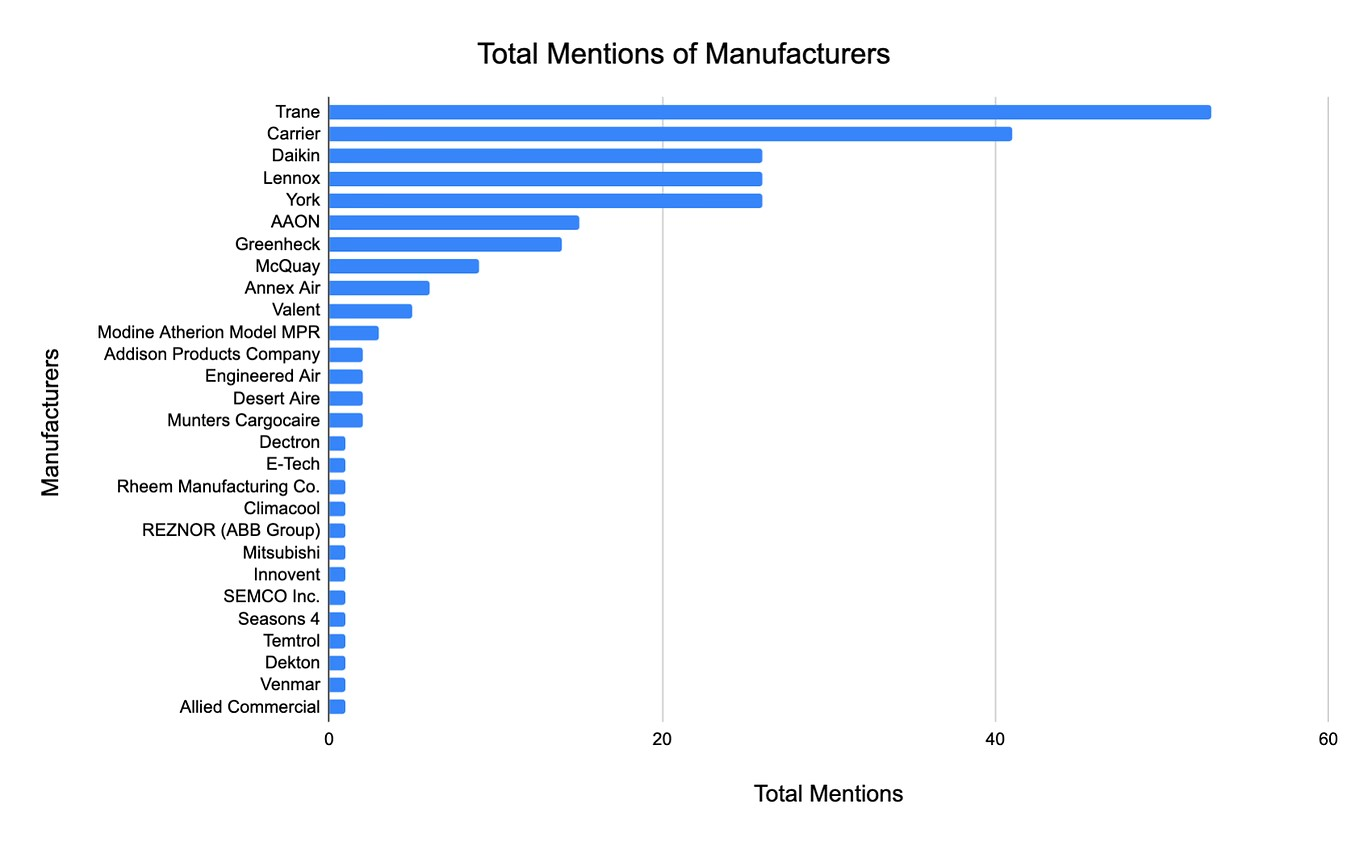 Total Mentions of Manufacturers
Trane
Carrier
Daikin
Lennox
York
AAON
Greenheck
McQuay
Annex Air
Valent
Modine Atherion Model MPR
Addison Products Company
Engineered Air
Desert Aire
Munters Cargocaire
Dectron
E-Tech
Rheem Manufacturing Co.
Climacool
REZNOR (ABB Group)
Mitsubishi
Innovent
SEMCO Inc.
Seasons 4
Temtrol
Dekton
Venmar
Allied Commercial
Manufacturers
0 20 40 60
Total Mentions